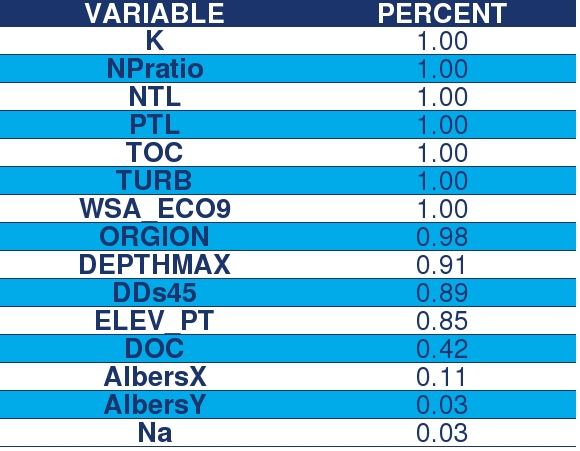 VARIABLE PERCENT
K 1.00
NPratio 1.00
NTL 1.00
PTL 1.00
TOC 1.00
TURB 1.00
WSA_ECO9 1.00
ORGION 0.98
DEPTHMAX 0.91
DDs45 0.89
ELEV_PT 0.85
DOC 0.42
AlbersX 0.11
AlbersY 0.03
Na 0.03